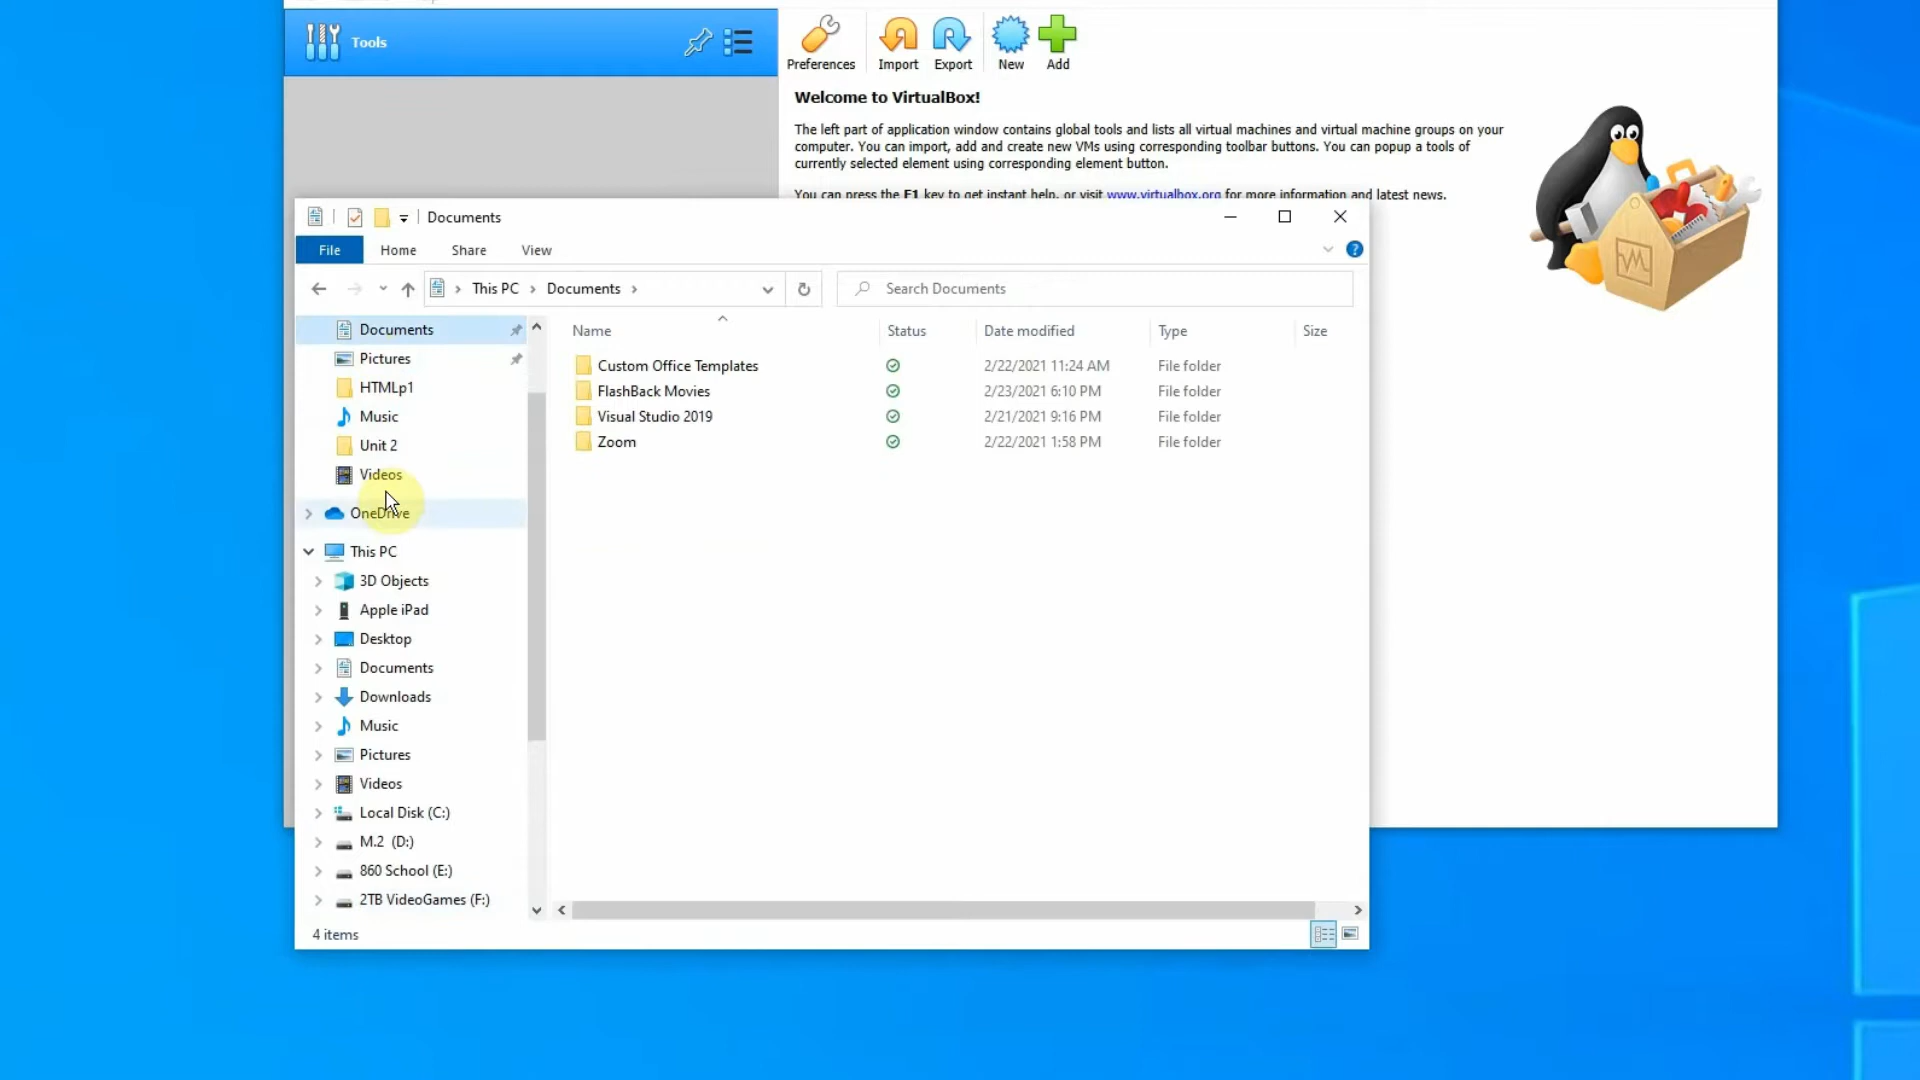 Tools
Preferences
Import
Export
New
Add
Welcome to VirtualBox!
The left part of application window contains global tools and lists all virtual machines and virtual machine groups on your
computer. You can import, add and create new VMs using corresponding toolbar buttons. You can popup a tools of
currently selected element using corresponding element button.
You can press the F1 key to get instant help, or visit www.virtualbox.org for more information and latest news.
Documents
File
Home
Share
View
This PC
Documents
Search Documents
Name
Status
Date modified
Type
Size
Custom Office Templates 2/22/2021 11:24 AM File folder
FlashBack Movies 2/23/2021 6:10 PM File folder
Visual Studio 2019 2/21/2021 9:16 PM File folder
Zoom 2/22/2021 1:58 PM File folder
Documents
Pictures
HTMLp1
Music
Unit 2
Videos
OneDrive
This PC
3D Objects
Apple iPad
Desktop
Documents
Downloads
Music
Pictures
Videos
Local Disk (C:)
M.2 (D:)
860 School (E:)
2TB VideoGames (F:)
4 items